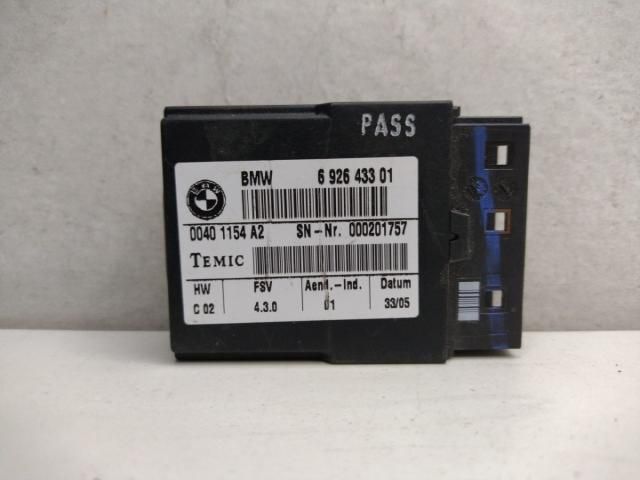 PASS
BMW 6 926 433 01
0040 1154 A2 SN-Nr. 000201757
TEMIC
HW FSV Aend.-Ind. Datum
C 02 4.3.0 01 33/05